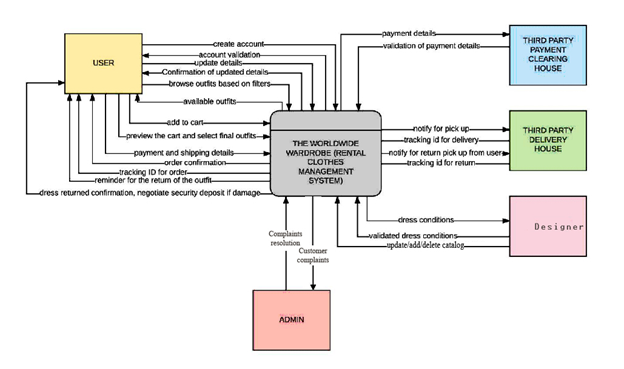 USER
create account
account validation
update details
Confirmation of updated details
browse outfits based on filters
available outfits
add to cart
preview the cart and select final outfits
payment and shipping details
order confirmation
tracking ID for order
reminder for the return of the outfit
dress returned confirmation, negotiate security deposit if damage
THE WORLDWIDE
WARDROBE (RENTAL
CLOTHES
MANAGEMENT
SYSTEM)
payment details
validation of payment details
THIRD PARTY
PAYMENT
CLEARING
HOUSE
notify for pick up
tracking id for delivery
notify for return pick up from user
tracking id for return
THIRD PARTY
DELIVERY
HOUSE
dress conditions
validated dress conditions
update/add/delete catalog
Designer
Complaints
resolution
Customer
complaints
ADMIN